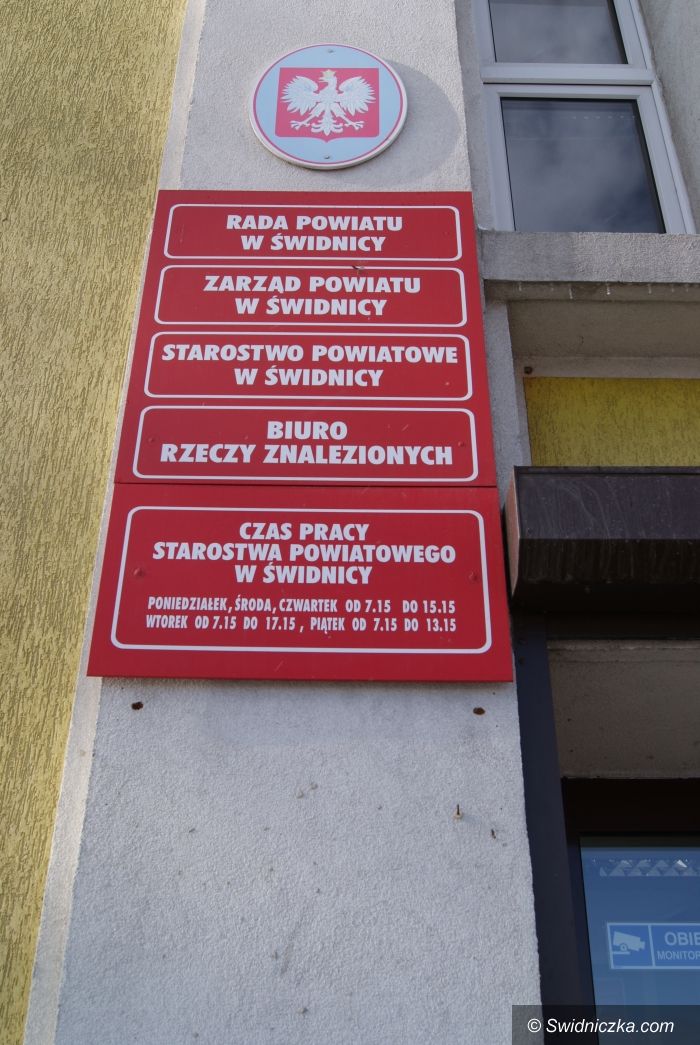 RADA POWIATU
W ŚWIDNICY
ZARZĄD POWIATU
W ŚWIDNICY
STAROSTWO POWIATOWE
W ŚWIDNICY
BIURO
RZECZY ZNALEZIONYCH
CZAS PRACY
STAROSTWA POWIATOWEGO
W ŚWIDNICY
PONIEDZIAŁEK, ŚRODA, CZWARTEK OD 7.15 DO 15.15
WTOREK OD 7.15 DO 17.15, PIĄTEK OD 7.15 DO 13.15
OBIE
MONITOR
© Swidniczka.com